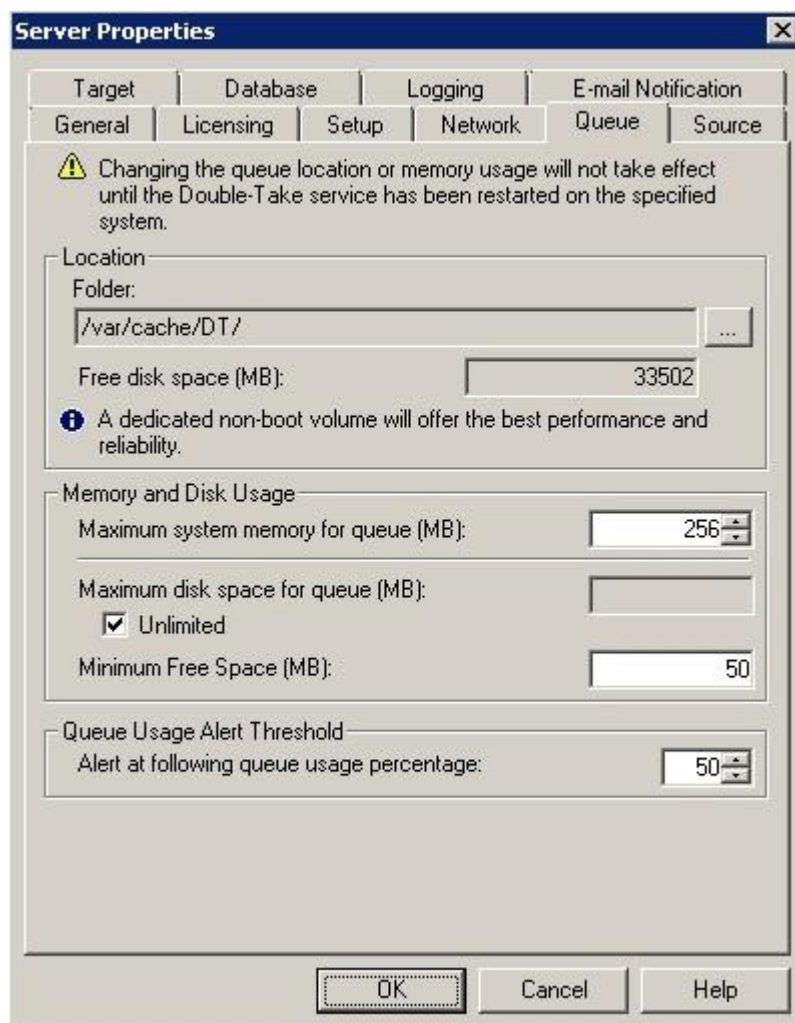 Server Properties
Target Database Logging E-mail Notification
General Licensing Setup Network Queue Source
Changing the queue location or memory usage will not take effect
until the Double-Take service has been restarted on the specified
system.
Location
Folder:
/var/cache/DT/ ...
Free disk space (MB): 33502
A dedicated non-boot volume will offer the best performance and
reliability.
Memory and Disk Usage
Maximum system memory for queue (MB): 256
Maximum disk space for queue (MB):
Unlimited
Minimum Free Space (MB): 50
Queue Usage Alert Threshold
Alert at following queue usage percentage: 50
OK Cancel Help